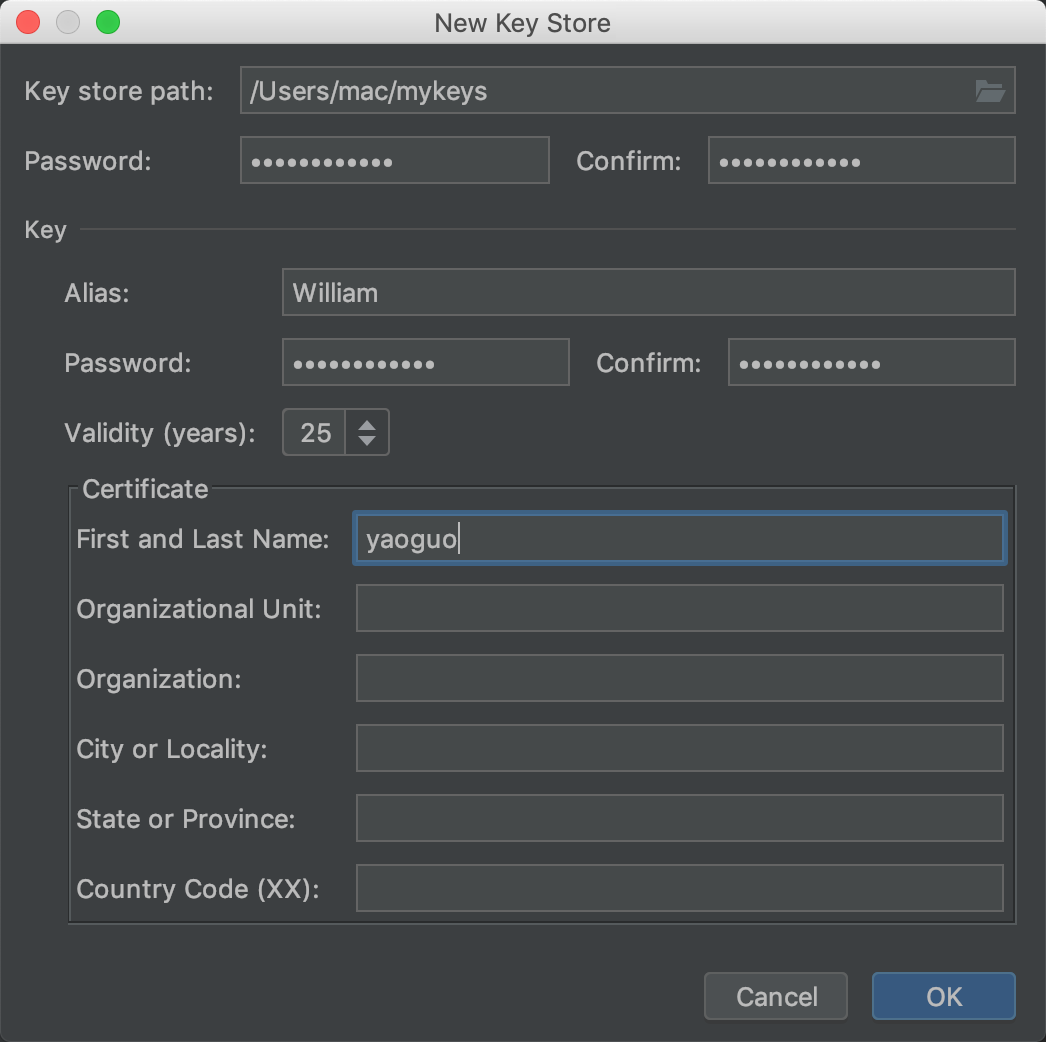 New Key Store
Key store path: /Users/mac/mykeys
Password: •••••••••••• Confirm: ••••••••••••
Key
Alias: William
Password: •••••••••••• Confirm: ••••••••••••
Validity (years): 25
Certificate
First and Last Name: yaoguo
Organizational Unit:
Organization:
City or Locality:
State or Province:
Country Code (XX):
Cancel OK